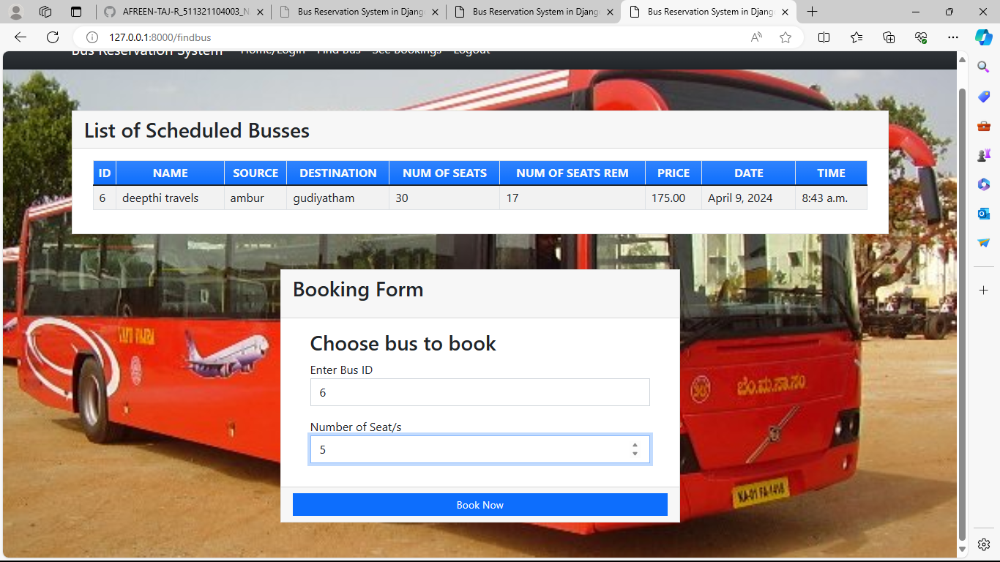 AFREEN-TAJ-R_511321104003_N
Bus Reservation System in Djang
Bus Reservation System in Djang
Bus Reservation System in Djang
127.0.0.1:8000/findbus
Bus Reservation System Home/Login Find Bus See Bookings Logout
List of Scheduled Busses
ID NAME SOURCE DESTINATION NUM OF SEATS NUM OF SEATS REM PRICE DATE TIME
6 deepthi travels ambur gudiyatham 30 17 175.00 April 9, 2024 8:43 a.m.
Booking Form
Choose bus to book
Enter Bus ID
6
Number of Seat/s
5
Book Now
ಬೆಂ.ಮ.ಸಾ.ಸಂ